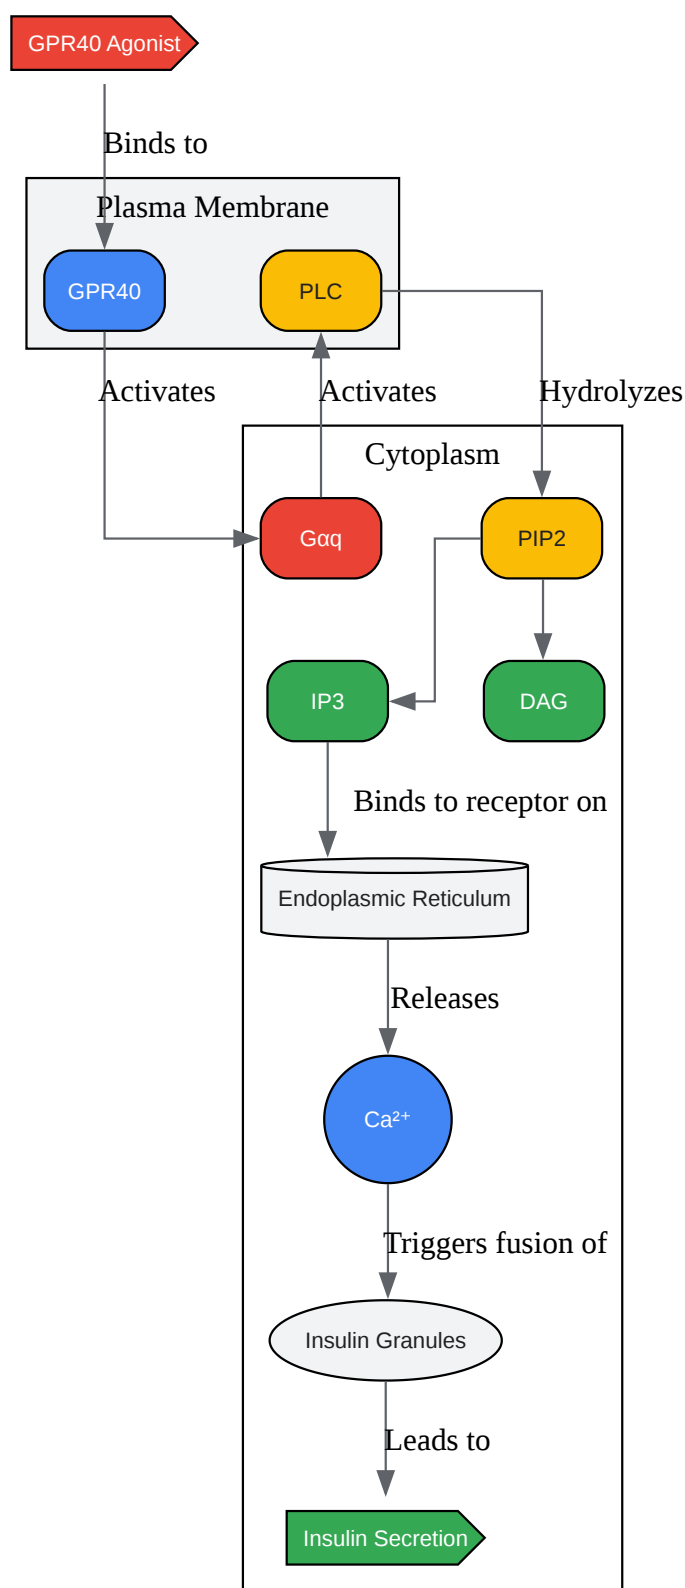 GPR40 Agonist
Binds to
Plasma Membrane
GPR40
PLC
Activates
Activates
Hydrolyzes
Cytoplasm
Gαq
PIP2
IP3
DAG
Binds to receptor on
Endoplasmic Reticulum
Releases
Ca²⁺
Triggers fusion of
Insulin Granules
Leads to
Insulin Secretion